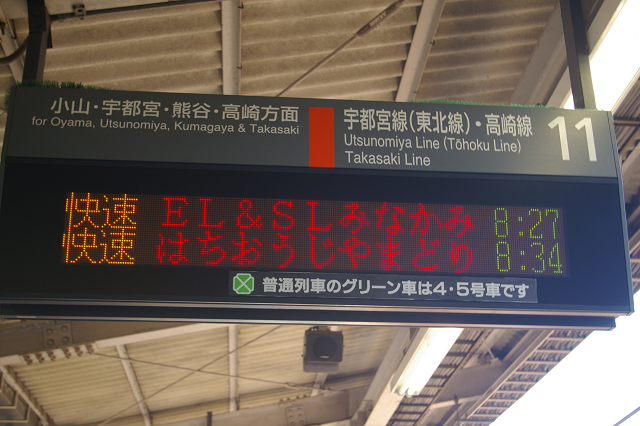 小山・宇都宮・熊谷・高崎方面
for Oyama, Utsunomiya, Kumagaya & Takasaki
宇都宮線(東北線)・高崎線
Utsunomiya Line (Tōhoku Line)
Takasaki Line
11
快速 EL&SLみなかみ 8:27
快速 はちおうじやまどり 8:34
普通列車のグリーン車は4・5号車です